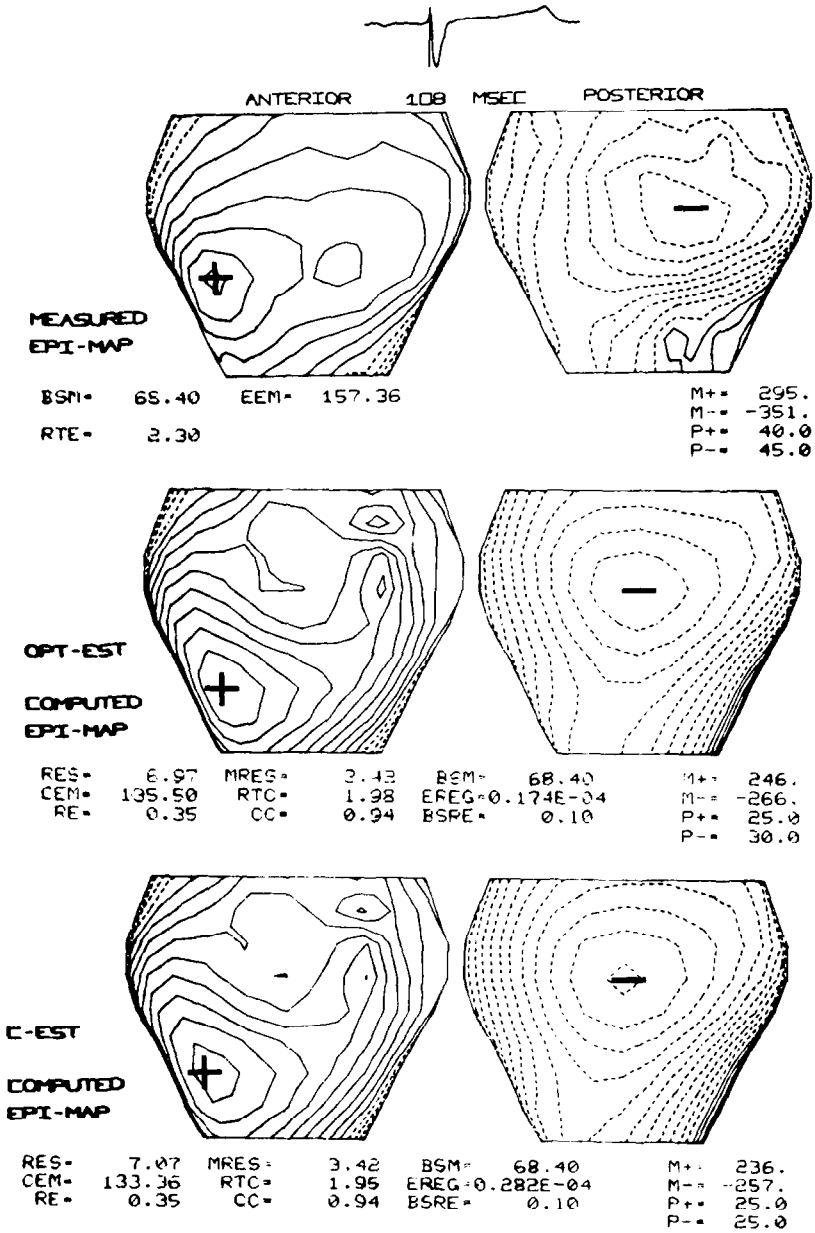 ANTERIOR 108 MSEC POSTERIOR
MEASURED
EPI-MAP
BSM= 68.40 EEM= 157.36
RTE= 2.30
M+= 295.
M-= -351.
P+= 40.0
P-= 45.0
OPT-EST
COMPUTED
EPI-MAP
RES= 6.97 MRES= BSM= 68.40 M+= 246.
CEM= 135.50 RTC= 1.98 EREG=0.174E-04 M-= -266.
RE= 0.35 CC= 0.94 BSRE= 0.10 P+= 25.0
P-= 30.0
C-EST
COMPUTED
EPI-MAP
RES= 7.07 MRES= 3.42 BSM= 68.40 M+= 236.
CEM= 133.36 RTC= 1.95 EREG=0.282E-04 M-= -257.
RE= 0.35 CC= 0.94 BSRE= 0.10 P+= 25.0
P-= 25.0